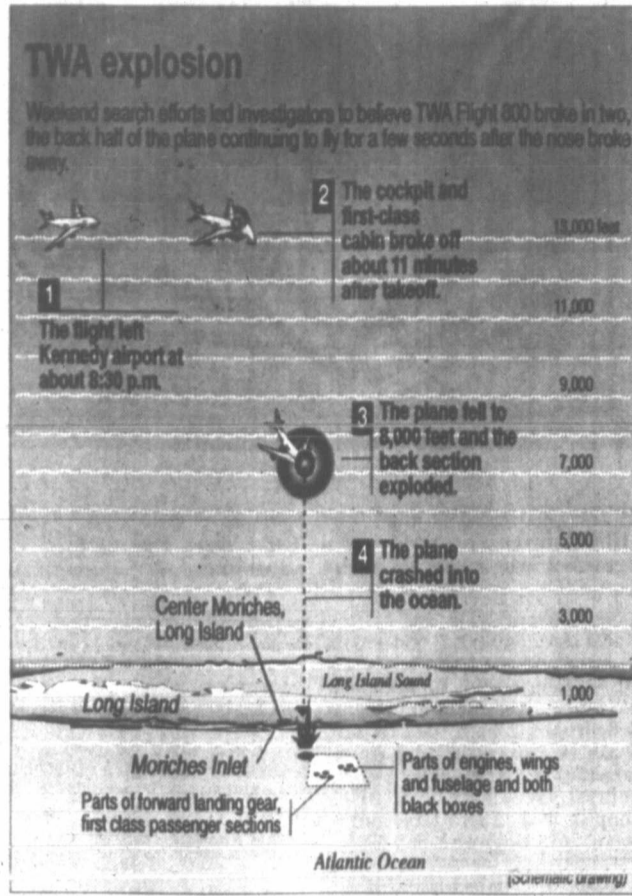 TWA explosion
Weekend search efforts led investigators to believe TWA Flight 800 broke in two,
the back half of the plane continuing to fly for a few seconds after the nose broke
away.
1
The flight left
Kennedy airport at
about 8:30 p.m.
2 The cockpit and
first-class
cabin broke off
about 11 minutes
after takeoff.
13,000 feet
11,000
9,000
3 The plane fell to
8,000 feet and the
back section
exploded.
7,000
5,000
4 The plane
crashed into
the ocean.
3,000
Center Moriches,
Long Island
Long Island Sound
1,000
Long Island
Moriches Inlet
Parts of engines, wings
and fuselage and both
black boxes
Parts of forward landing gear,
first class passenger sections
Atlantic Ocean
(Schematic drawing)